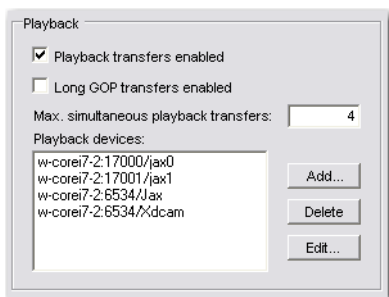 Playback
Playback transfers enabled
Long GOP transfers enabled
Max. simultaneous playback transfers: 4
Playback devices:
w-corei7-2:17000/jax0
w-corei7-2:17001/jax1
w-corei7-2:6534/Jax
w-corei7-2:6534/Xdcam
Add...
Delete
Edit...